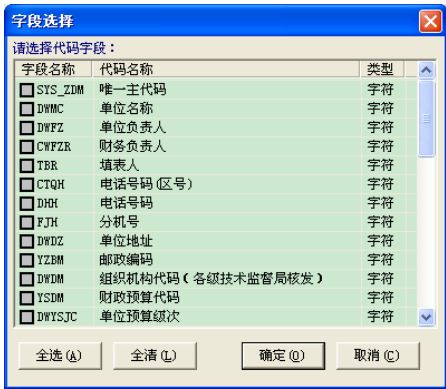 字段选择
请选择代码字段：
字段名称 代码名称 类型
SYS_ZDM 唯一主代码 字符
DWMC 单位名称 字符
DWFZ 单位负责人 字符
CWFZR 财务负责人 字符
TBR 填表人 字符
CTQH 电话号码(区号) 字符
DHH 电话号码 字符
FJH 分机号 字符
DWDZ 单位地址 字符
YZBM 邮政编码 字符
DWDM 组织机构代码(各级技术监督局核发) 字符
YSDM 财政预算代码 字符
DWYSJC 单位预算级次 字符
全选(A) 全清(L) 确定(O) 取消(C)